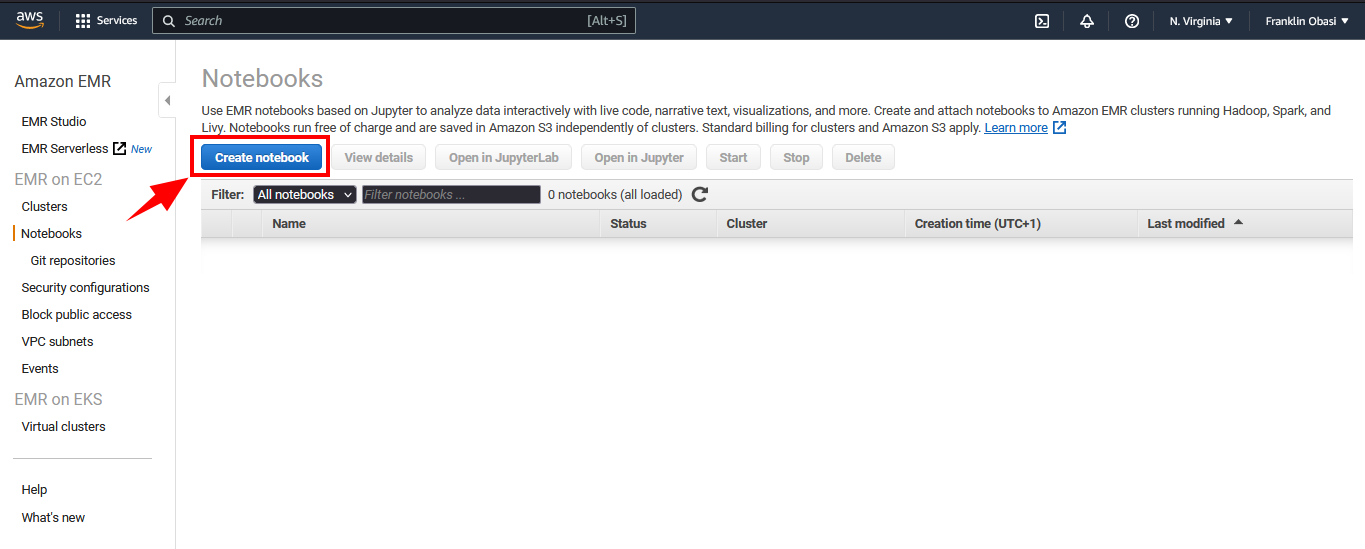 aws
Services
Search
[Alt+S]
N. Virginia
Franklin Obasi
Amazon EMR
EMR Studio
EMR Serverless New
EMR on EC2
Clusters
Notebooks
Git repositories
Security configurations
Block public access
VPC subnets
Events
EMR on EKS
Virtual clusters
Help
What's new
Notebooks
Use EMR notebooks based on Jupyter to analyze data interactively with live code, narrative text, visualizations, and more. Create and attach notebooks to Amazon EMR clusters running Hadoop, Spark, and
Livy. Notebooks run free of charge and are saved in Amazon S3 independently of clusters. Standard billing for clusters and Amazon S3 apply. Learn more
Create notebook View details Open in JupyterLab Open in Jupyter Start Stop Delete
Filter: All notebooks Filter notebooks ... 0 notebooks (all loaded)
Name Status Cluster Creation time (UTC+1) Last modified